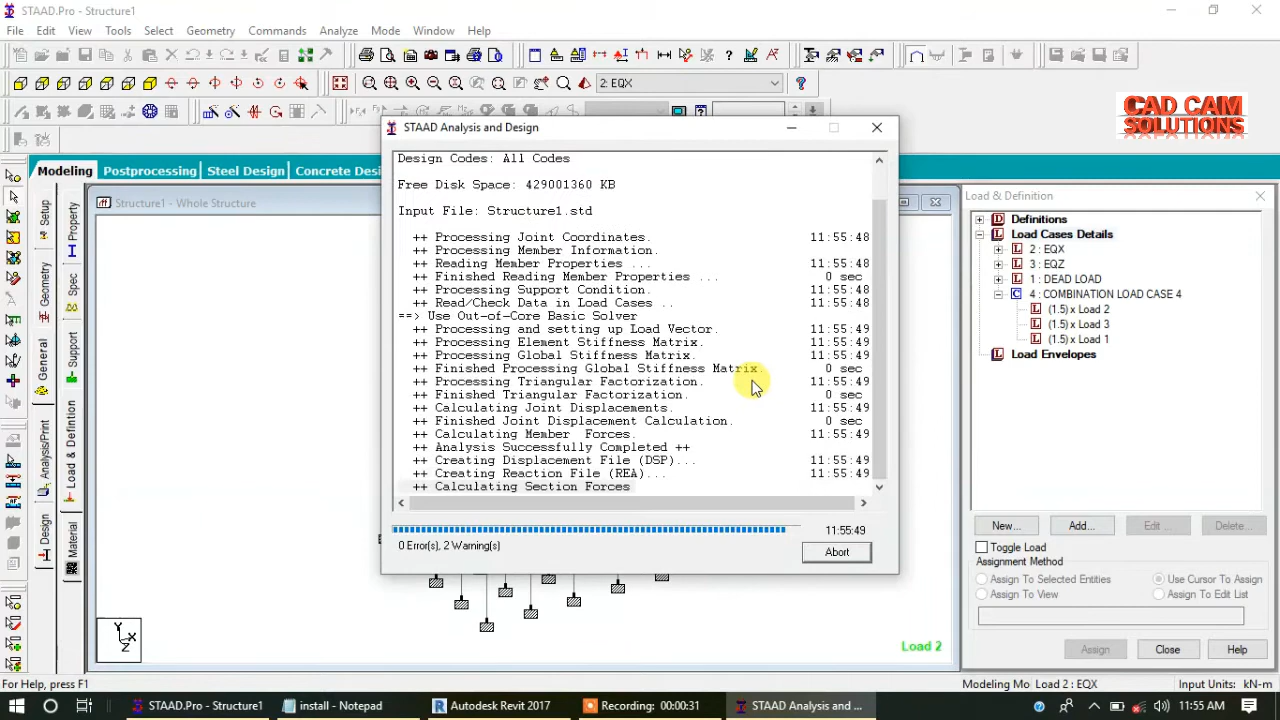 STAAD.Pro - Structure1
File Edit View Tools Select Geometry Commands Analyze Mode Window Help
2: EQX
CAD CAM
SOLUTIONS
Modeling Postprocessing Steel Design Concrete Des
Structure1 - Whole Structure
Setup
Geometry
General
Analysis/Print
Design
Property
Spec
Support
Load & Definition
Material
STAAD Analysis and Design
Design Codes: All Codes
Free Disk Space: 429001360 KB
Input File: Structure1.std
++ Processing Joint Coordinates. 11:55:48
++ Processing Member Information.
++ Reading Member Properties ... 11:55:48
++ Finished Reading Member Properties ... 0 sec
++ Processing Support Condition. 11:55:48
++ Read/Check Data in Load Cases .. 11:55:48
==> Use Out-of-Core Basic Solver
++ Processing and setting up Load Vector. 11:55:49
++ Processing Element Stiffness Matrix. 11:55:49
++ Processing Global Stiffness Matrix. 11:55:49
++ Finished Processing Global Stiffness Matrix. 0 sec
++ Processing Triangular Factorization. 11:55:49
++ Finished Triangular Factorization. 0 sec
++ Calculating Joint Displacements. 11:55:49
++ Finished Joint Displacement Calculation. 0 sec
++ Calculating Member  Forces. 11:55:49
++ Analysis Successfully Completed ++
++ Creating Displacement File (DSP)... 11:55:49
++ Creating Reaction File (REA)... 11:55:49
++ Calculating Section Forces
11:55:49
0 Error(s), 2 Warning(s)
Abort
Y
X
Z
Load 2
Load & Definition
Definitions
Load Cases Details
2 : EQX
3 : EQZ
1 : DEAD LOAD
4 : COMBINATION LOAD CASE 4
(1.5) x Load 2
(1.5) x Load 3
(1.5) x Load 1
Load Envelopes
New... Add... Edit ... Delete...
Toggle Load
Assignment Method
Assign To Selected Entities Use Cursor To Assign
Assign To View Assign To Edit List
Assign Close Help
For Help, press F1 Modeling Mo Load 2 : EQX Input Units: kN-m
STAAD.Pro - Structure1 install - Notepad Autodesk Revit 2017 Recording: 00:00:31 STAAD Analysis and ... 11:55 AM